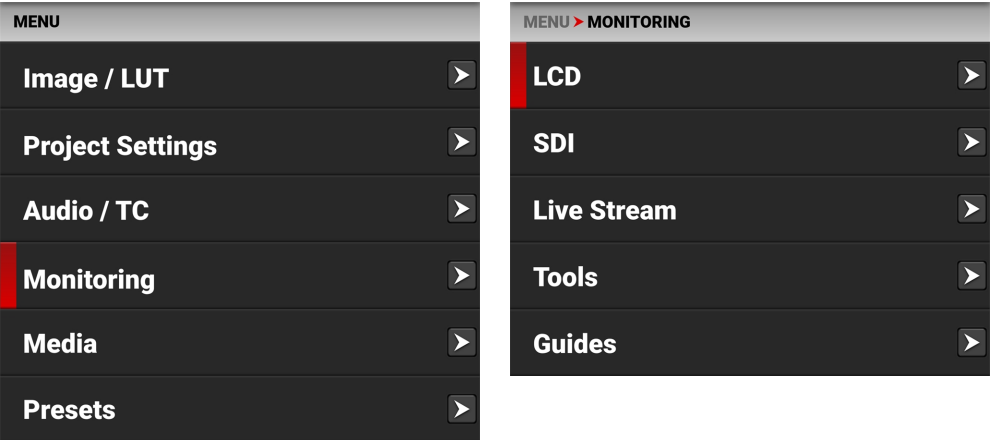 MENU
Image / LUT
Project Settings
Audio / TC
Monitoring
Media
Presets
MENU > MONITORING
LCD
SDI
Live Stream
Tools
Guides